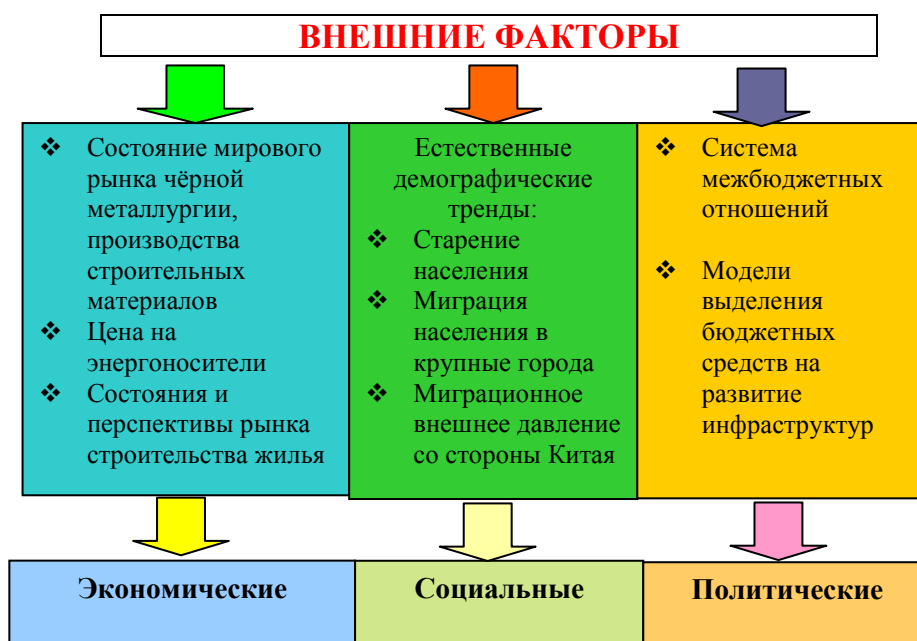 ВНЕШНИЕ ФАКТОРЫ
❖ Состояние мирового
рынка чёрной
металлургии,
производства
строительных
материалов
❖ Цена на
энергоносители
❖ Состояния и
перспективы рынка
строительства жилья
Естественные
демографические
тренды:
❖ Старение
населения
❖ Миграция
населения в
крупные города
❖ Миграционное
внешнее давление
со стороны Китая
❖ Система
межбюджетных
отношений
❖ Модели
выделения
бюджетных
средств на
развитие
инфраструктур
Экономические
Социальные
Политические